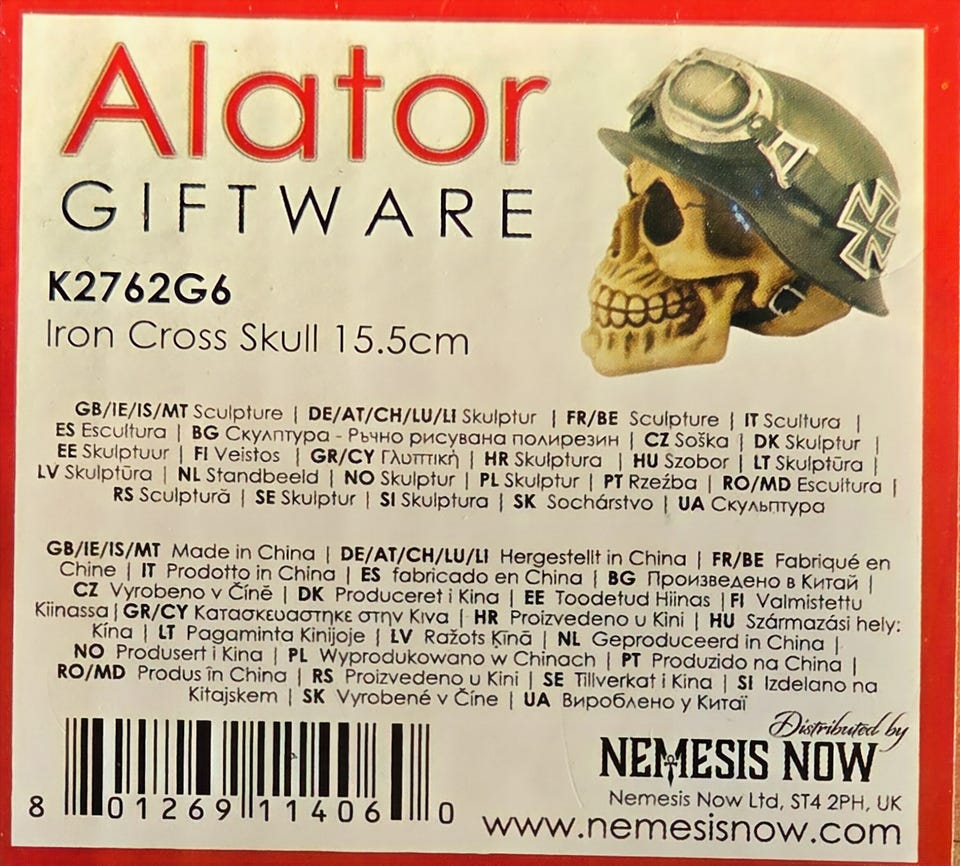 Alator
GIFTWARE
K2762G6
Iron Cross Skull 15.5cm
GB/IE/IS/MT Sculpture | DE/AT/CH/LU/LI Skulptur | FR/BE Sculpture | IT Scultura |
ES Escultura | BG Скулптура - Ръчно рисувана полирезин | CZ Soška | DK Skulptur |
EE Skulptuur | FI Veistos | GR/CY Γλυπτική | HR Skulptura | HU Szobor | LT Skulptūra |
LV Skulptūra | NL Standbeeld | NO Skulptur | PL Skulptur | PT Rzeźba | RO/MD Escultura |
RS Sculptură | SE Skulptur | SI Skulptura | SK Sochárstvo | UA Скульптура
GB/IE/IS/MT Made in China | DE/AT/CH/LU/LI Hergestellt in China | FR/BE Fabriqué en
Chine | IT Prodotto in China | ES fabricado en China | BG Произведено в Китай |
CZ Vyrobeno v Číně | DK Produceret i Kina | EE Toodetud Hiinas | FI Valmistettu
Kiinassa | GR/CY Κατασκευαστηκε στην Κινα | HR Proizvedeno u Kini | HU Származási hely:
Kína | LT Pagaminta Kinijoje | LV Ražots Ķīnā | NL Geproduceerd in China |
NO Produsert i Kina | PL Wyprodukowano w Chinach | PT Produzido na China |
RO/MD Produs în China | RS Proizvedeno u Kini | SE Tillverkat i Kina | SI Izdelano na
Kitajskem | SK Vyrobené v Číne | UA Вироблено у Китаї
Distributed by
NEMESIS NOW
Nemesis Now Ltd, ST4 2PH, UK
www.nemesisnow.com
8 01269 11406 0